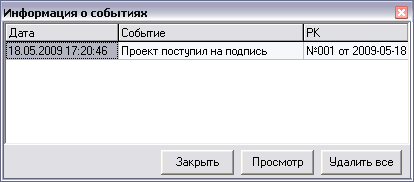 Информация о событиях
Дата Событие РК
18.05.2009 17:20:46 Проект поступил на подпись №001 от 2009-05-18
Закрыть Просмотр Удалить все